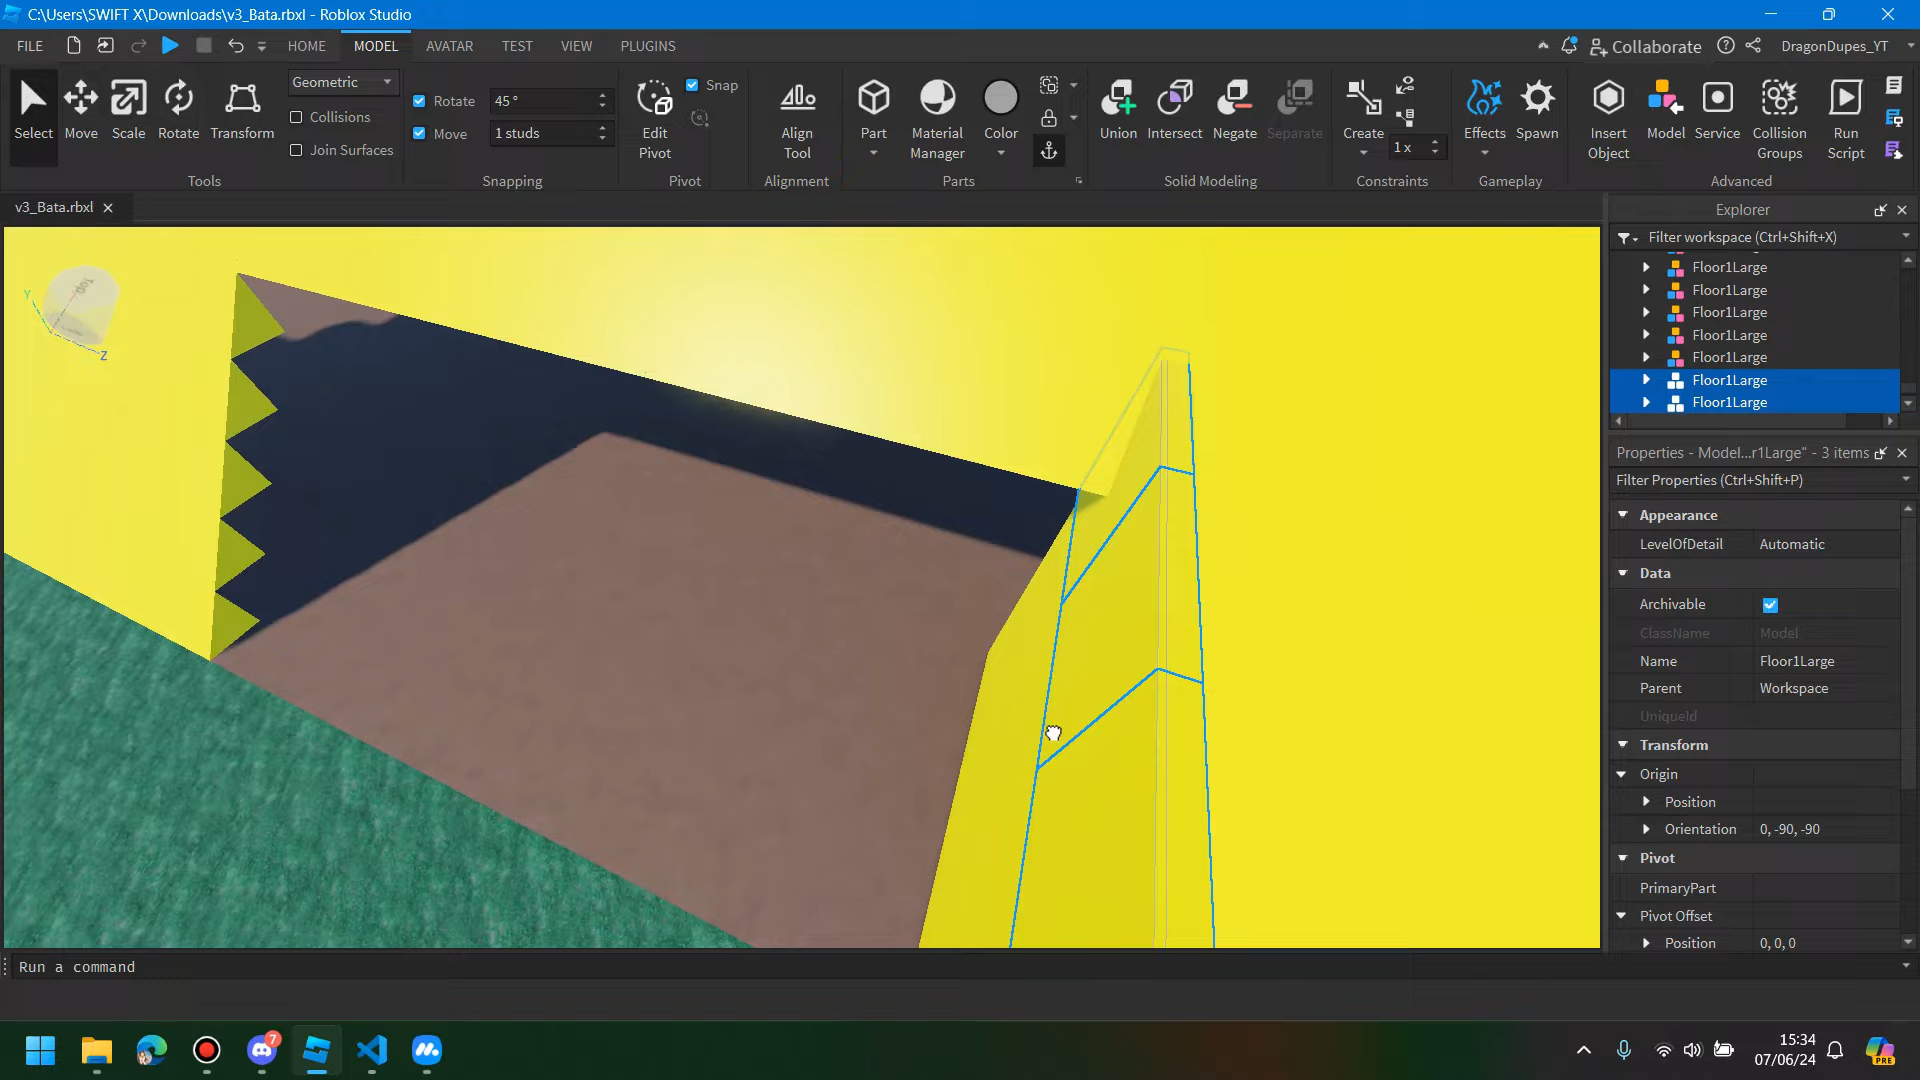 C:\Users\SWIFT X\Downloads\v3_Bata.rbxl - Roblox Studio
FILE
HOME
MODEL
AVATAR
TEST
VIEW
PLUGINS
Collaborate
DragonDupes_YT
Select
Move
Scale
Rotate
Transform
Geometric
Collisions
Join Surfaces
Tools
Rotate
45 °
Move
1 studs
Snapping
Edit
Pivot
Snap
Pivot
Align
Tool
Alignment
Part
Material
Manager
Color
Parts
Union
Intersect
Negate
Separate
Solid Modeling
Create
1 x
Constraints
Effects
Spawn
Gameplay
Insert
Object
Model
Service
Collision
Groups
Run
Script
Advanced
v3_Bata.rbxl
Top
Y
Z
Explorer
Filter workspace (Ctrl+Shift+X)
Floor1Large
Floor1Large
Floor1Large
Floor1Large
Floor1Large
Floor1Large
Floor1Large
Properties - Model...r1Large" - 3 items
Filter Properties (Ctrl+Shift+P)
Appearance
LevelOfDetail
Automatic
Data
Archivable
ClassName
Model
Name
Floor1Large
Parent
Workspace
UniqueId
Transform
Origin
Position
Orientation
0, -90, -90
Pivot
PrimaryPart
Pivot Offset
Position
0, 0, 0
Run a command
7
15:34
07/06/24
PRE